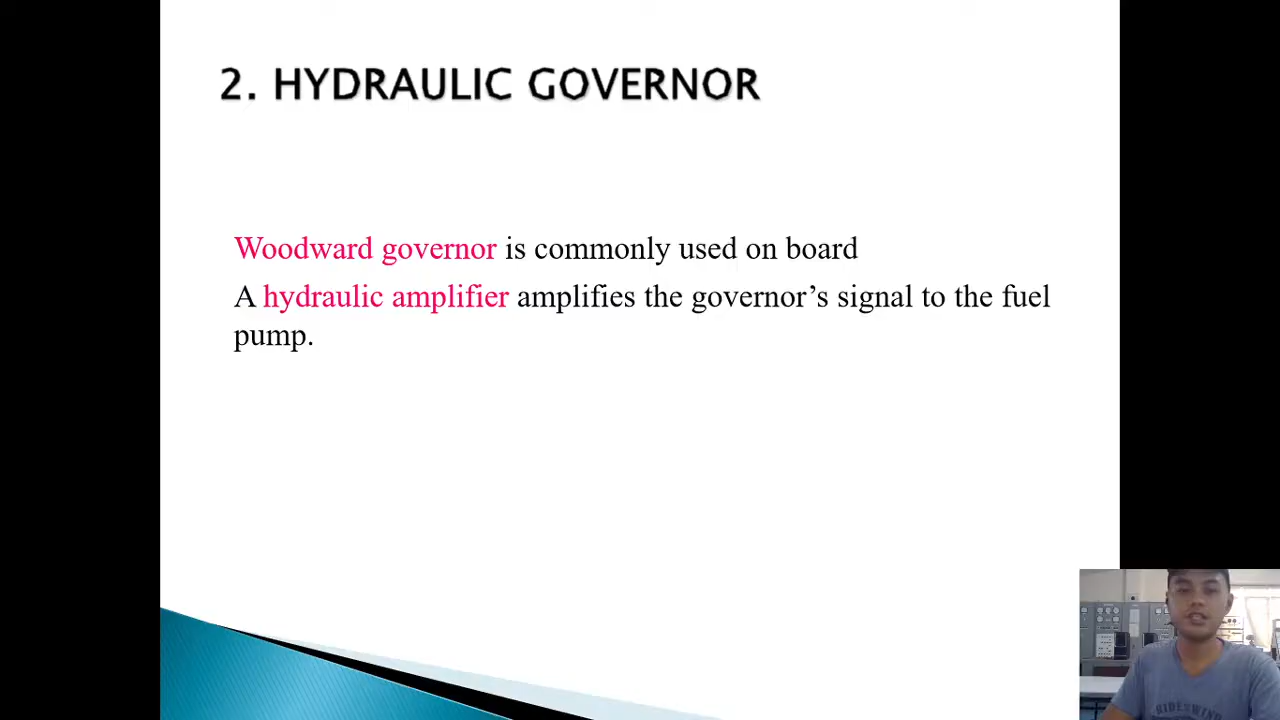 2. HYDRAULIC GOVERNOR
Woodward governor is commonly used on board
A hydraulic amplifier amplifies the governor’s signal to the fuel
pump.